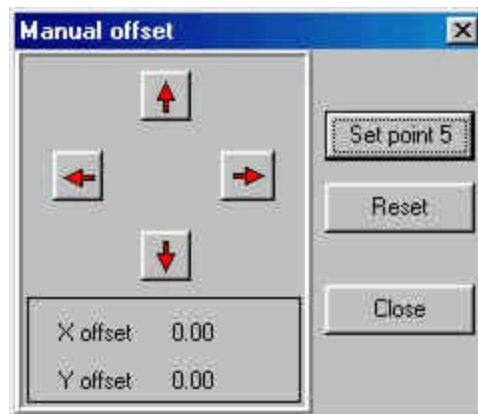 Manual offset
Set point 5
Reset
Close
X offset 0.00
Y offset 0.00